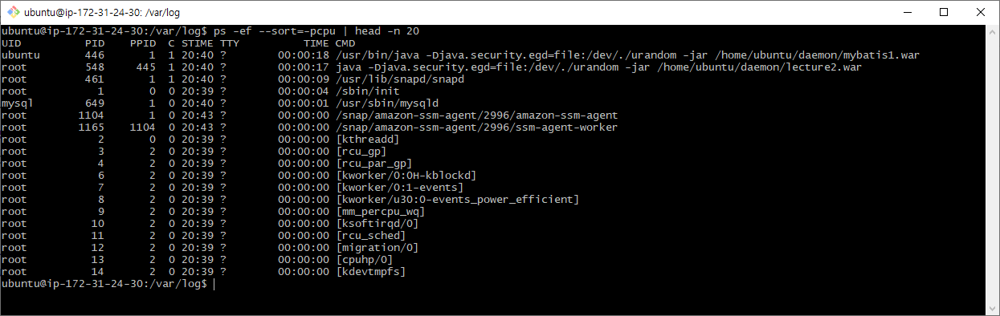 ubuntu@ip-172-31-24-30: /var/log
ubuntu@ip-172-31-24-30:/var/log$ ps -ef --sort=-pcpu | head -n 20
UID        PID    PPID  C STIME TTY          TIME CMD
ubuntu     446       1  1 20:40 ?        00:00:18 /usr/bin/java -Djava.security.egd=file:/dev/./urandom -jar /home/ubuntu/daemon/mybatis1.war
root       548     445  1 20:40 ?        00:00:17 java -Djava.security.egd=file:/dev/./urandom -jar /home/ubuntu/daemon/lecture2.war
root       461       1  1 20:40 ?        00:00:09 /usr/lib/snapd/snapd
root         1       0  0 20:39 ?        00:00:04 /sbin/init
mysql      649       1  0 20:40 ?        00:00:01 /usr/sbin/mysqld
root      1104       1  0 20:43 ?        00:00:00 /snap/amazon-ssm-agent/2996/amazon-ssm-agent
root      1165    1104  0 20:43 ?        00:00:00 /snap/amazon-ssm-agent/2996/ssm-agent-worker
root         2       0  0 20:39 ?        00:00:00 [kthreadd]
root         3       2  0 20:39 ?        00:00:00 [rcu_gp]
root         4       2  0 20:39 ?        00:00:00 [rcu_par_gp]
root         6       2  0 20:39 ?        00:00:00 [kworker/0:0H-kblockd]
root         7       2  0 20:39 ?        00:00:00 [kworker/0:1-events]
root         8       2  0 20:39 ?        00:00:00 [kworker/u30:0-events_power_efficient]
root         9       2  0 20:39 ?        00:00:00 [mm_percpu_wq]
root        10       2  0 20:39 ?        00:00:00 [ksoftirqd/0]
root        11       2  0 20:39 ?        00:00:00 [rcu_sched]
root        12       2  0 20:39 ?        00:00:00 [migration/0]
root        13       2  0 20:39 ?        00:00:00 [cpuhp/0]
root        14       2  0 20:39 ?        00:00:00 [kdevtmpfs]
ubuntu@ip-172-31-24-30:/var/log$